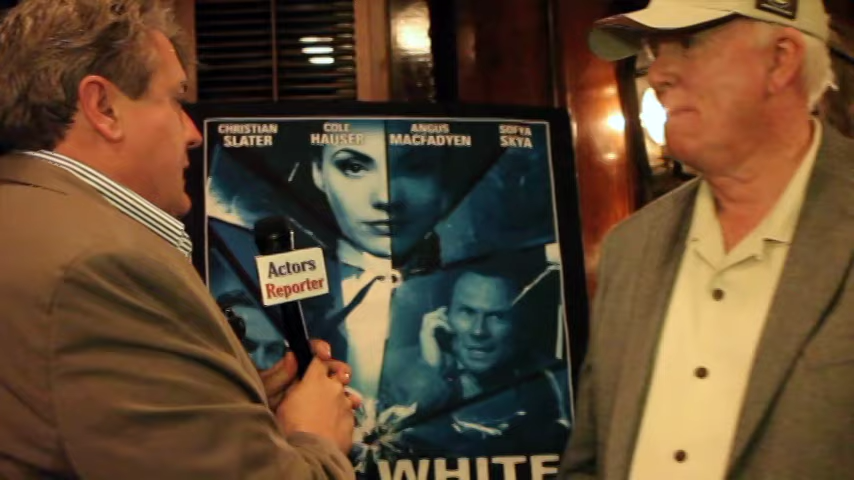 CHRISTIAN SLATER
COLE HAUSER
ANGUS MACFADYEN
SOFYA SKYA
Actors
Reporter
WHITE